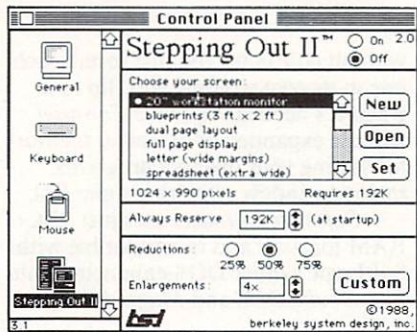 Control Panel
Stepping Out II™
2.0
On
Off
General
Keyboard
Mouse
Stepping Out II
3.1
Choose your screen:
• 20" workstation monitor
blueprints (3 ft. x 2 ft.)
dual page layout
full page display
letter (wide margins)
spreadsheet (extra wide)
New
Open
Set
1024 x 990 pixels Requires 192K
Always Reserve 192K (at startup)
Reductions
25% 50% 75%
Enlargements: 4x
Custom
bsd
©1988
berkeley system design, inc.